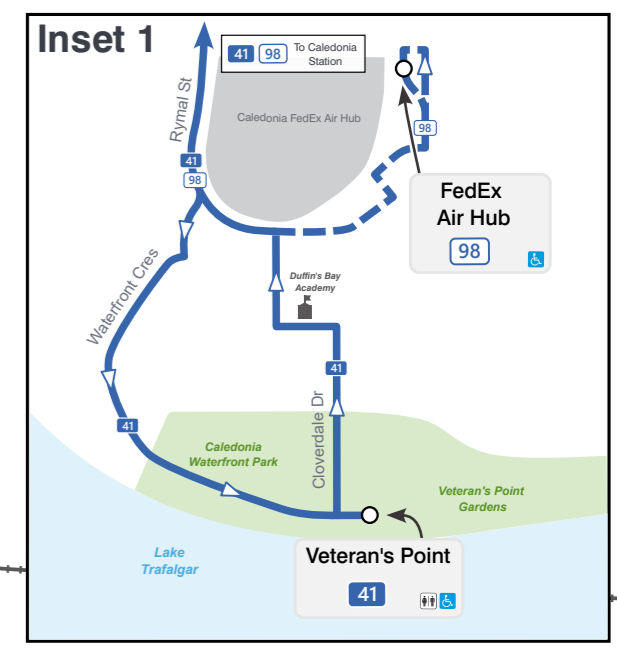 Inset 1
41 98 To Caledonia
Station
Rymal St
Caledonia FedEx Air Hub
98
41
98
FedEx
Air Hub
98
Waterfront Cres
Duffin's Bay
Academy
41
Cloverdale Dr
41
Caledonia
Waterfront Park
Veteran's Point
Gardens
Lake
Trafalgar
Veteran's Point
41